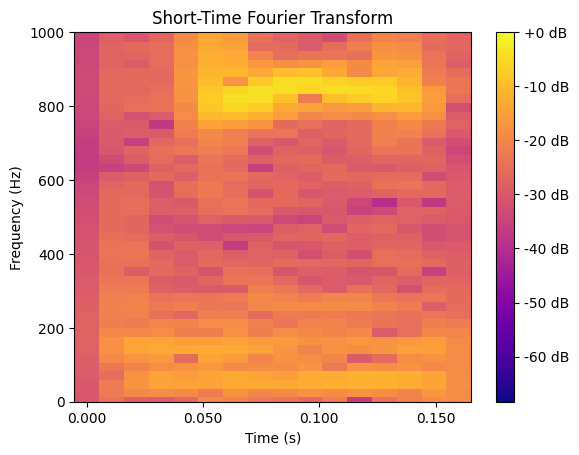 Short-Time Fourier Transform
1000
800
600
400
200
0
Frequency (Hz)
0.000
0.050
0.100
0.150
Time (s)
+0 dB
-10 dB
-20 dB
-30 dB
-40 dB
-50 dB
-60 dB